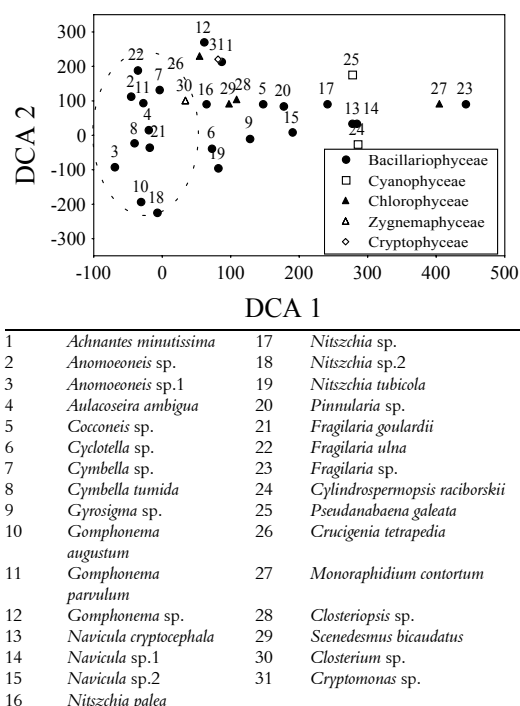 300
200
100
0
-100
-200
-300
DCA 2
-100 0 100 200 300 400 500
DCA 1
12
22
26
311
25
7
2
11
30
16
29
28
5
20
17
27
23
4
13 14
8
21
6
9
15
24
3
19
10
18
Bacillariophyceae
Cyanophyceae
Chlorophyceae
Zygnemaphyceae
Cryptophyceae
1 Achnantes minutissima 17 Nitszchia sp.
2 Anomoeoneis sp. 18 Nitszchia sp.2
3 Anomoeoneis sp.1 19 Nitszchia tubicola
4 Aulacoseira ambigua 20 Pinnularia sp.
5 Cocconeis sp. 21 Fragilaria goulardii
6 Cyclotella sp. 22 Fragilaria ulna
7 Cymbella sp. 23 Fragilaria sp.
8 Cymbella tumida 24 Cylindrospermopsis raciborskii
9 Gyrosigma sp. 25 Pseudanabaena galeata
10 Gomphonema 26 Crucigenia tetrapedia
augustum
11 Gomphonema 27 Monoraphidium contortum
parvulum
12 Gomphonema sp. 28 Closteriopsis sp.
13 Navicula cryptocephala 29 Scenedesmus bicaudatus
14 Navicula sp.1 30 Closterium sp.
15 Navicula sp.2 31 Cryptomonas sp.
16 Nitszchia palea